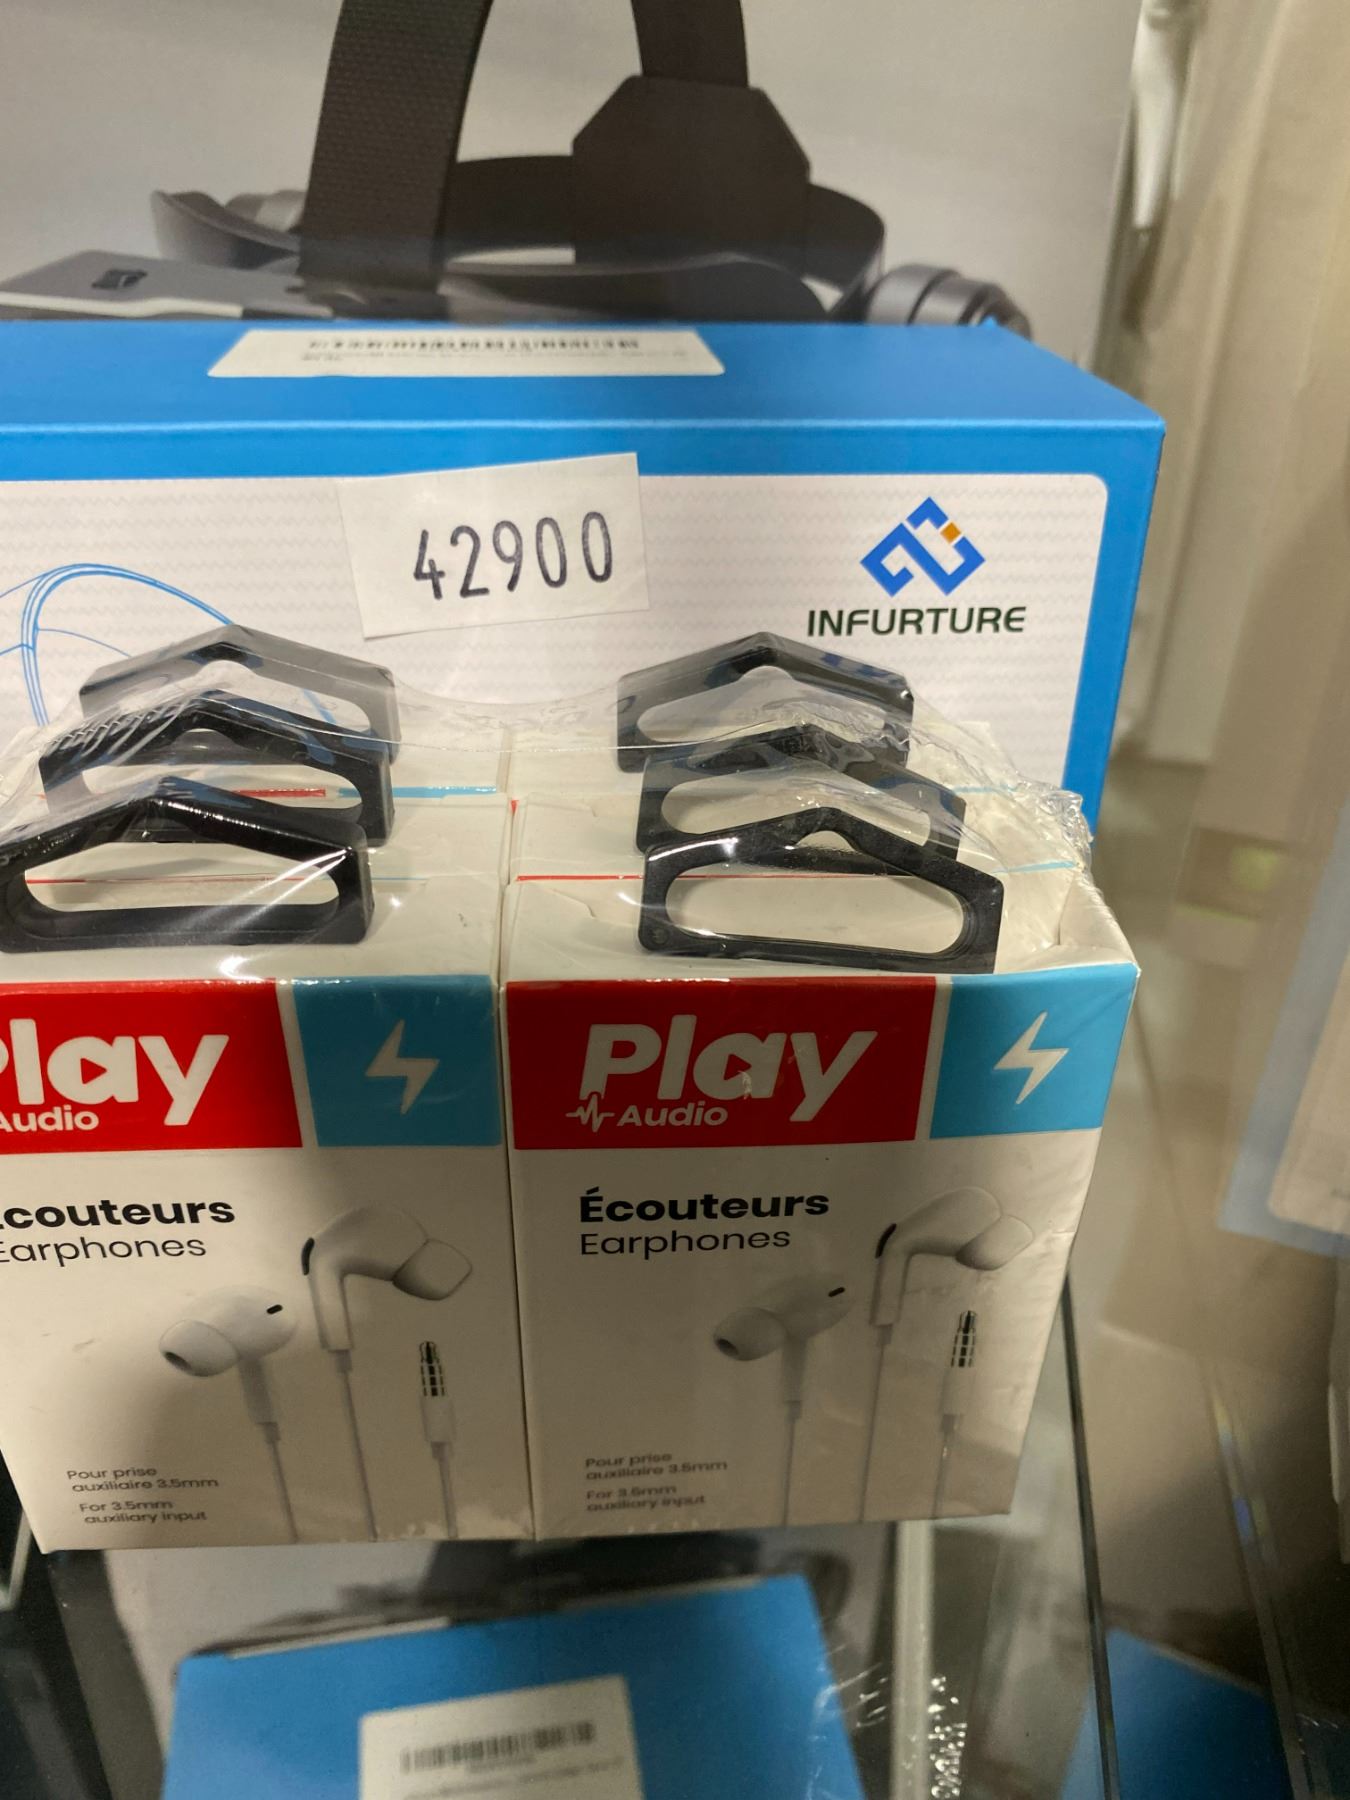 42900
INFURTURE
Play
Audio
Écouteurs
Earphones
Pour prise
auxiliaire 3.5mm
For 3.5mm
auxiliary input
Play
Audio
Écouteurs
Earphones
Pour prise
auxiliaire 3.5mm
For 3.5mm
auxiliary input